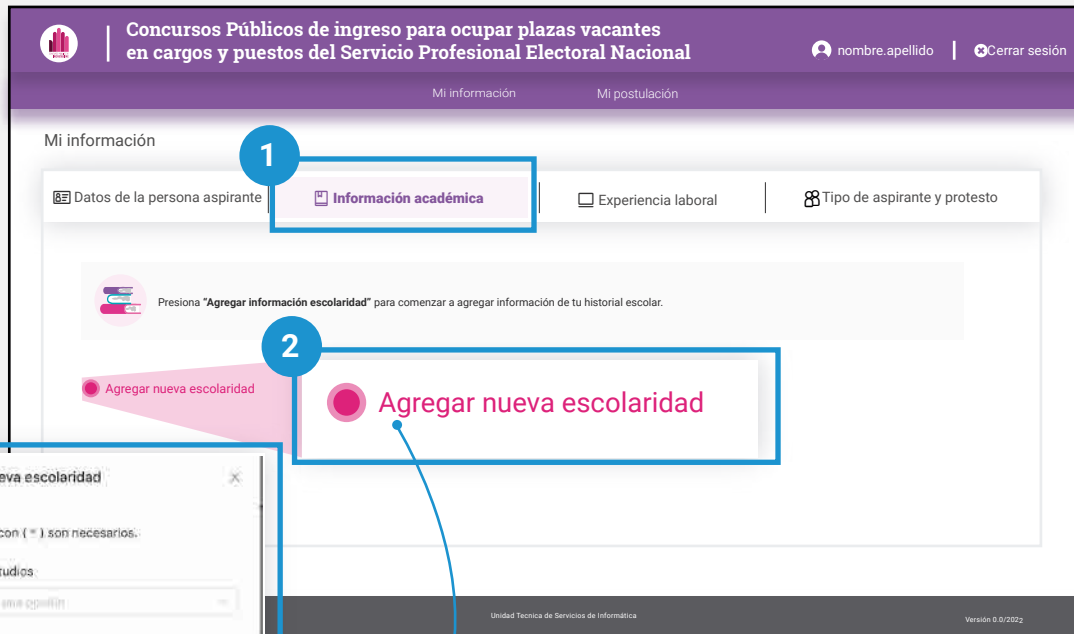 Concursos Públicos de ingreso para ocupar plazas vacantes
en cargos y puestos del Servicio Profesional Electoral Nacional
nombre.apellido
Cerrar sesión
Mi información
Mi postulación
Mi información
1
Datos de la persona aspirante
Información académica
Experiencia laboral
Tipo de aspirante y protesto
Presiona "Agregar información escolaridad" para comenzar a agregar información de tu historial escolar.
2
Agregar nueva escolaridad
Agregar nueva escolaridad
eva escolaridad
con ( * ) son necesarios.
tudios
Unidad Tecnica de Servicios de Informática
Versión 0.0/2022